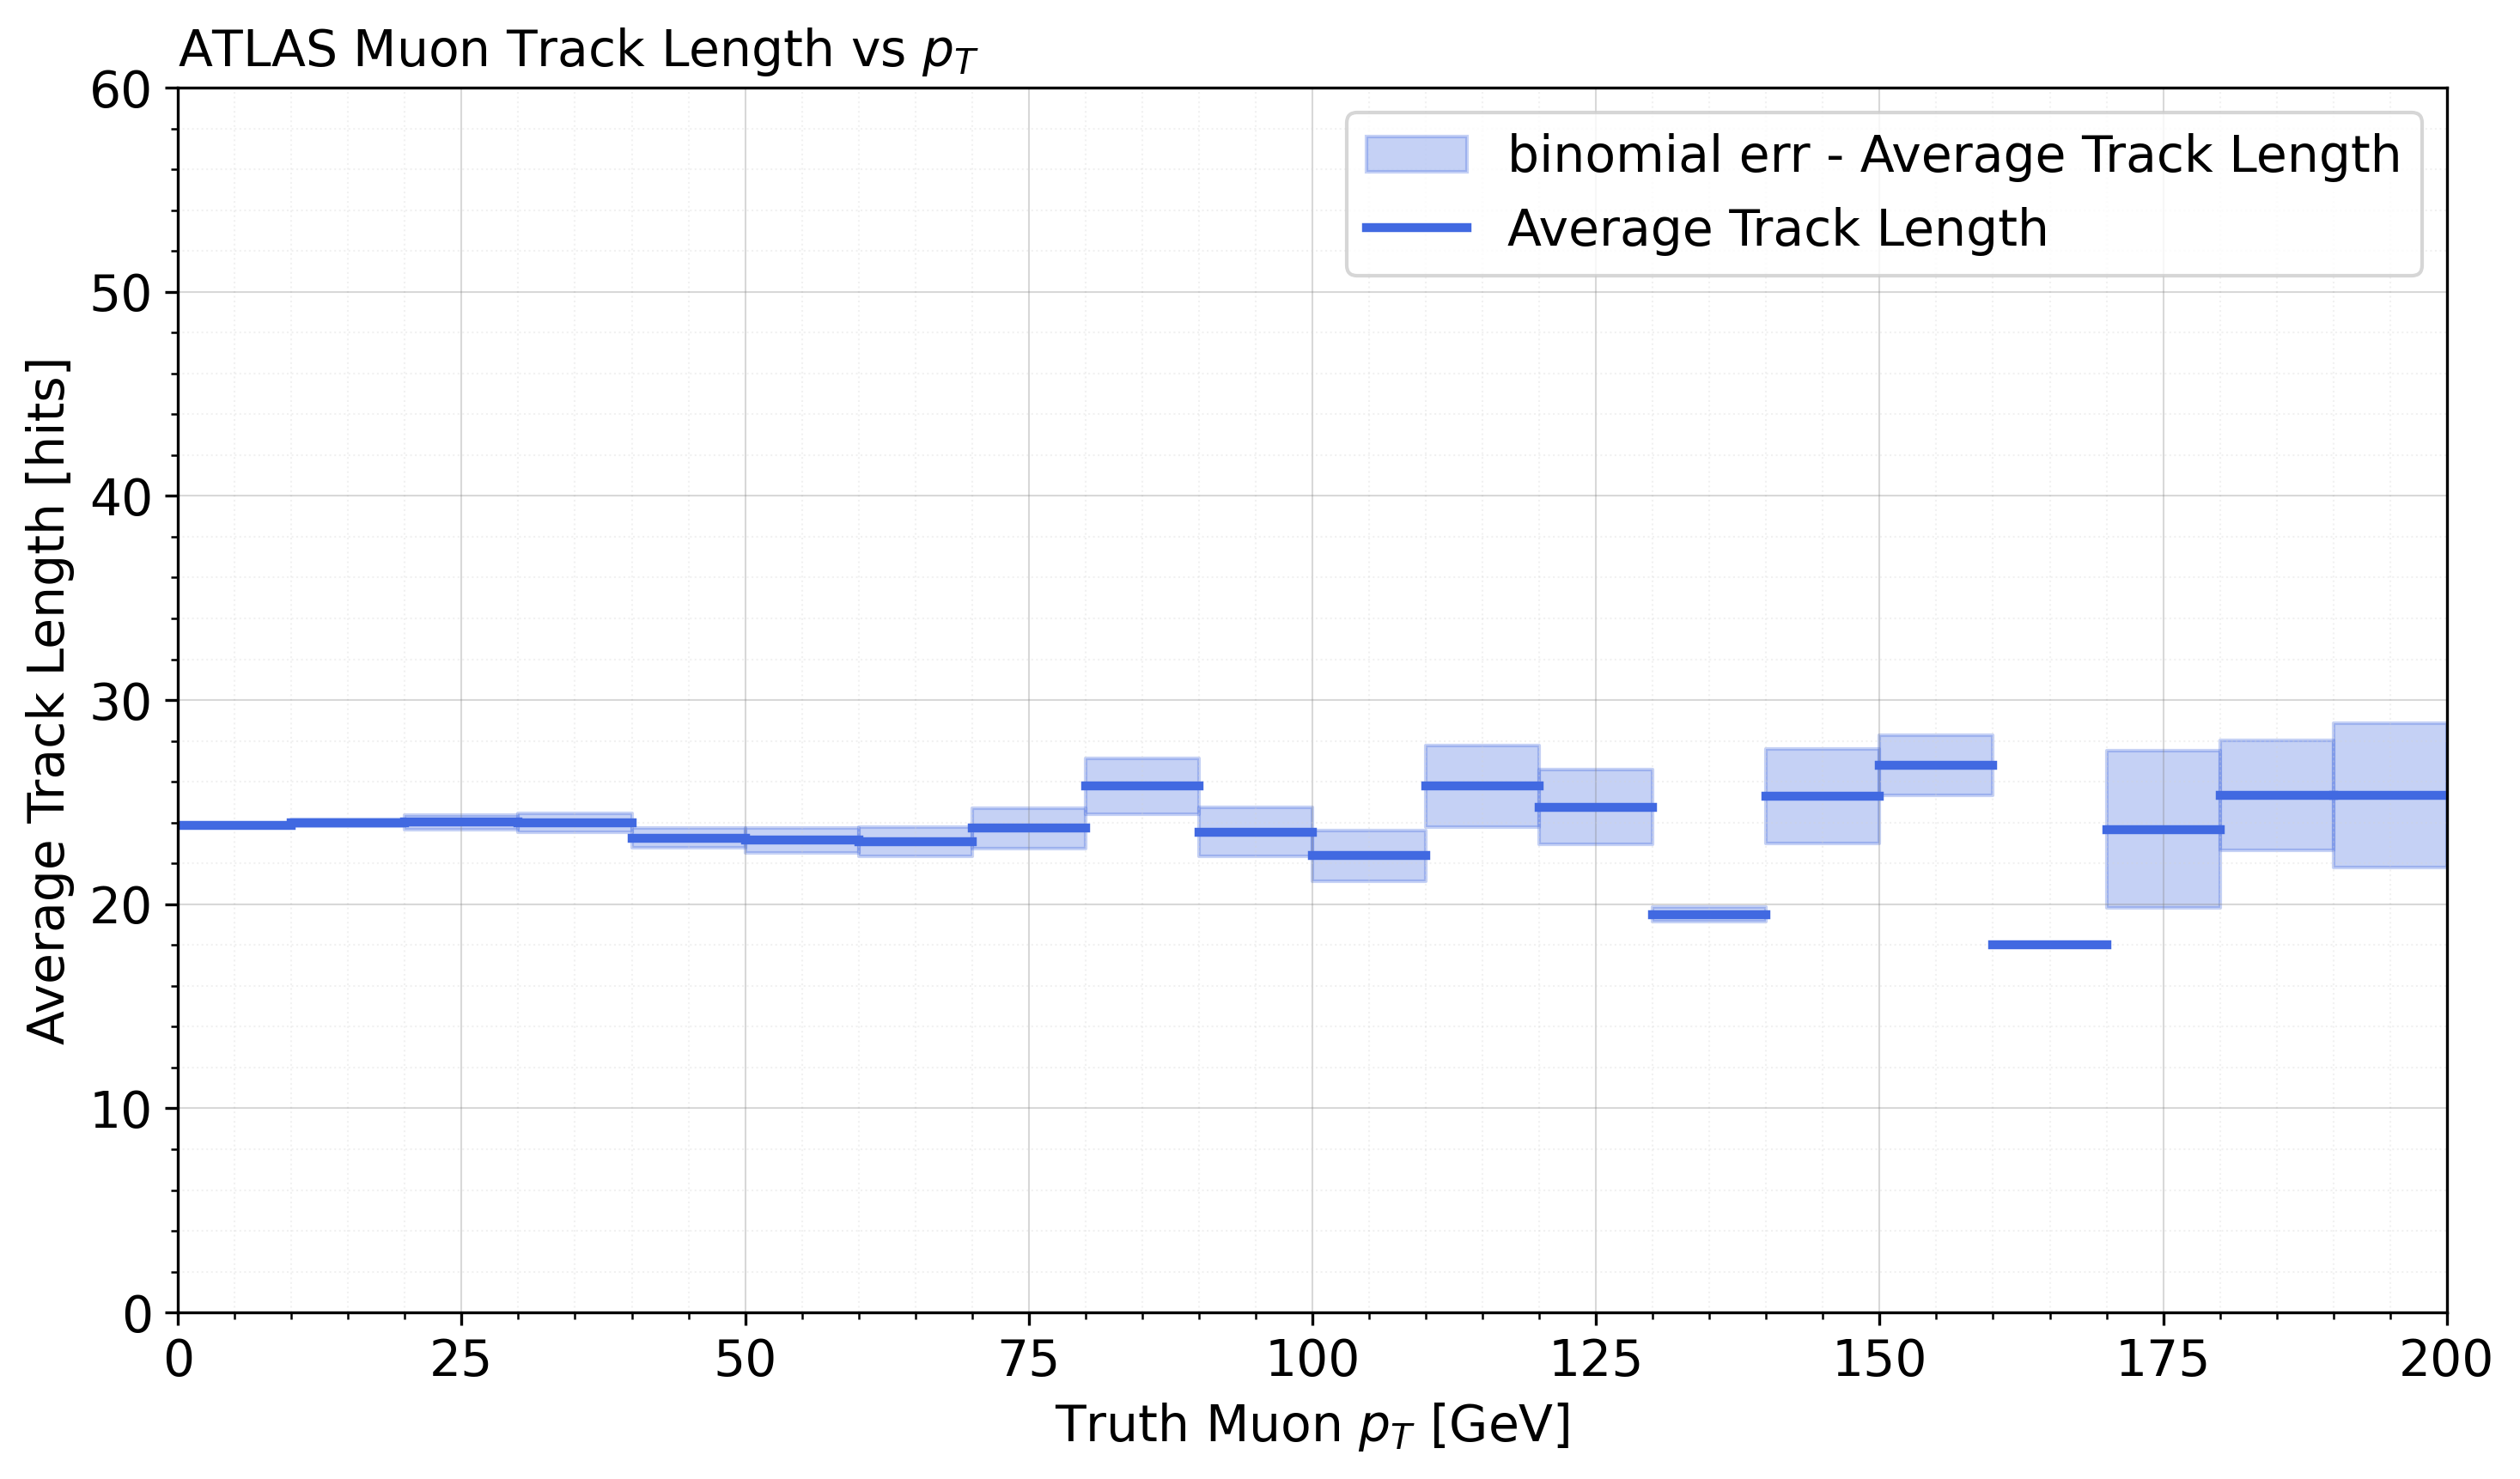 ATLAS Muon Track Length vs p_T
binomial err - Average Track Length
Average Track Length
Average Track Length [hits]
60
50
40
30
20
10
0
0 25 50 75 100 125 150 175 200
Truth Muon p_T [GeV]